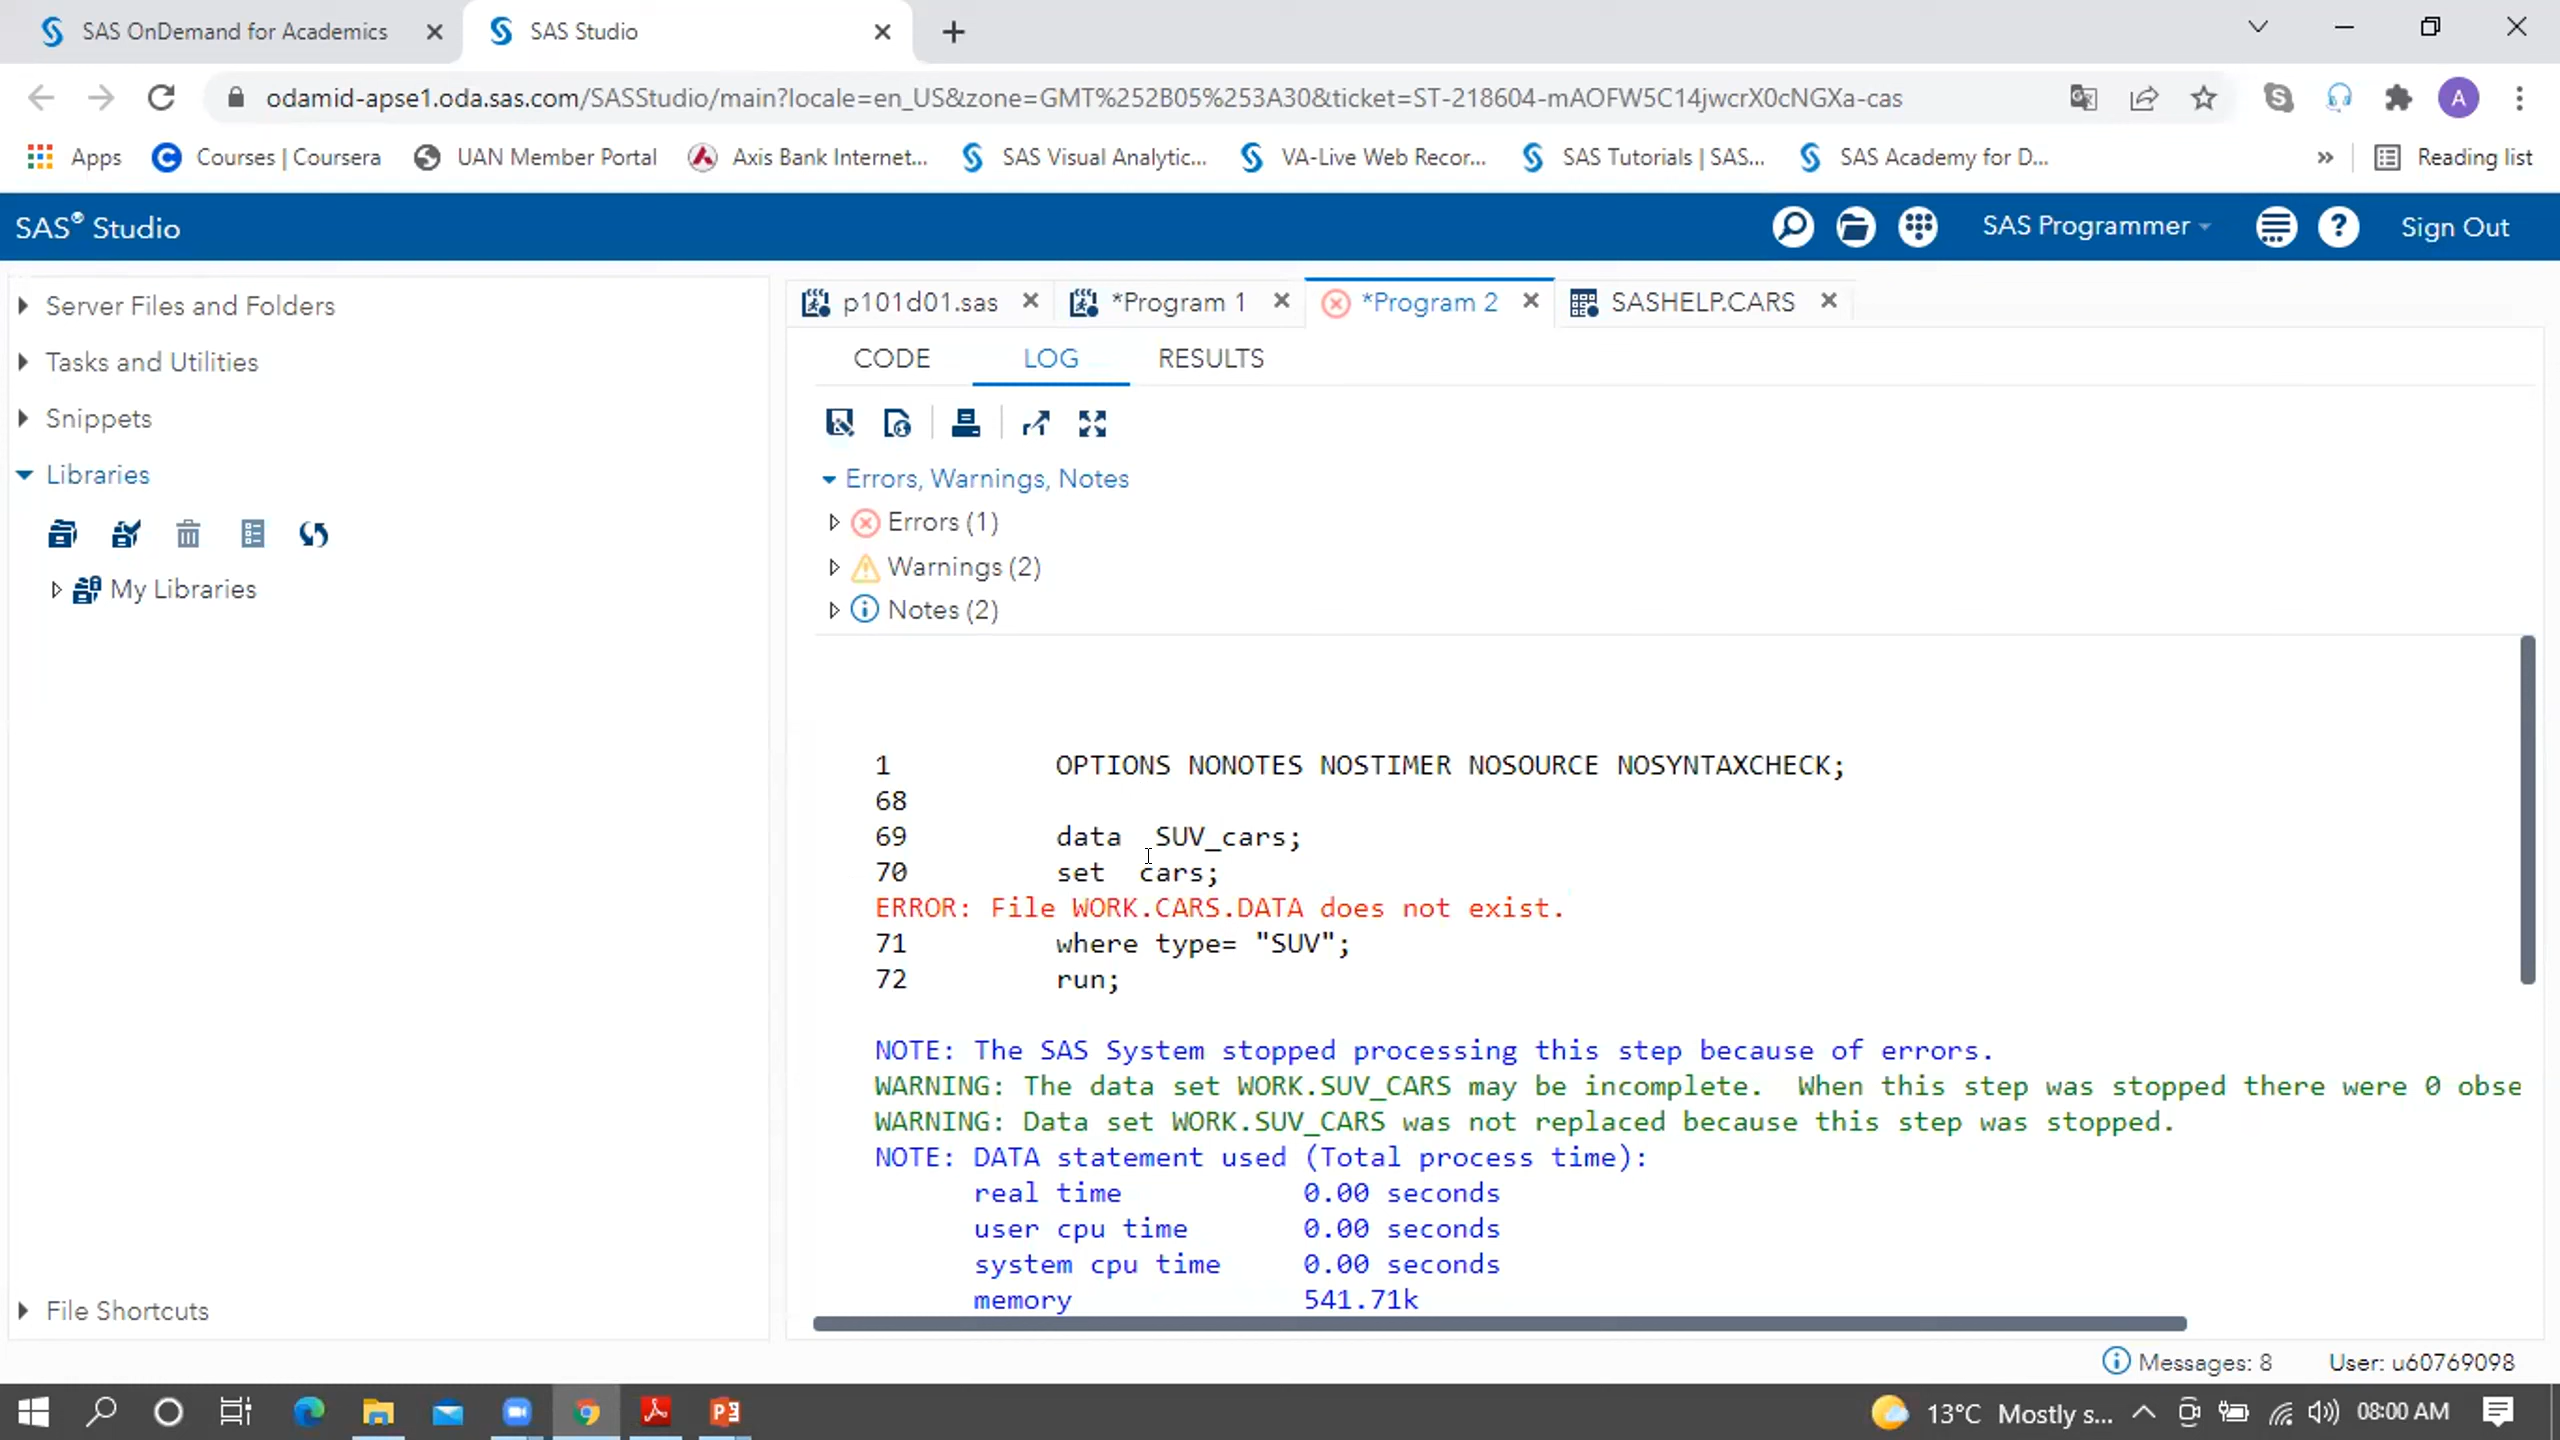 SAS OnDemand for Academics
SAS Studio
odamid-apse1.oda.sas.com/SASStudio/main?locale=en_US&zone=GMT%252B05%253A30&ticket=ST-218604-mAOFW5C14jwcrX0cNGXa-cas
A
Apps
Courses | Coursera
UAN Member Portal
Axis Bank Internet...
SAS Visual Analytic...
VA-Live Web Recor...
SAS Tutorials | SAS...
SAS Academy for D...
»
Reading list
SAS® Studio
SAS Programmer
Sign Out
Server Files and Folders
Tasks and Utilities
Snippets
Libraries
My Libraries
File Shortcuts
p101d01.sas
*Program 1
*Program 2
SASHELP.CARS
CODE LOG RESULTS
Errors, Warnings, Notes
Errors (1)
Warnings (2)
Notes (2)
1 OPTIONS NONOTES NOSTIMER NOSOURCE NOSYNTAXCHECK;
68
69 data SUV_cars;
70 set cars;
ERROR: File WORK.CARS.DATA does not exist.
71 where type= "SUV";
72 run;
NOTE: The SAS System stopped processing this step because of errors.
WARNING: The data set WORK.SUV_CARS may be incomplete. When this step was stopped there were 0 obse
WARNING: Data set WORK.SUV_CARS was not replaced because this step was stopped.
NOTE: DATA statement used (Total process time):
real time 0.00 seconds
user cpu time 0.00 seconds
system cpu time 0.00 seconds
memory 541.71k
Messages: 8
User: u60769098
13°C Mostly s...
08:00 AM